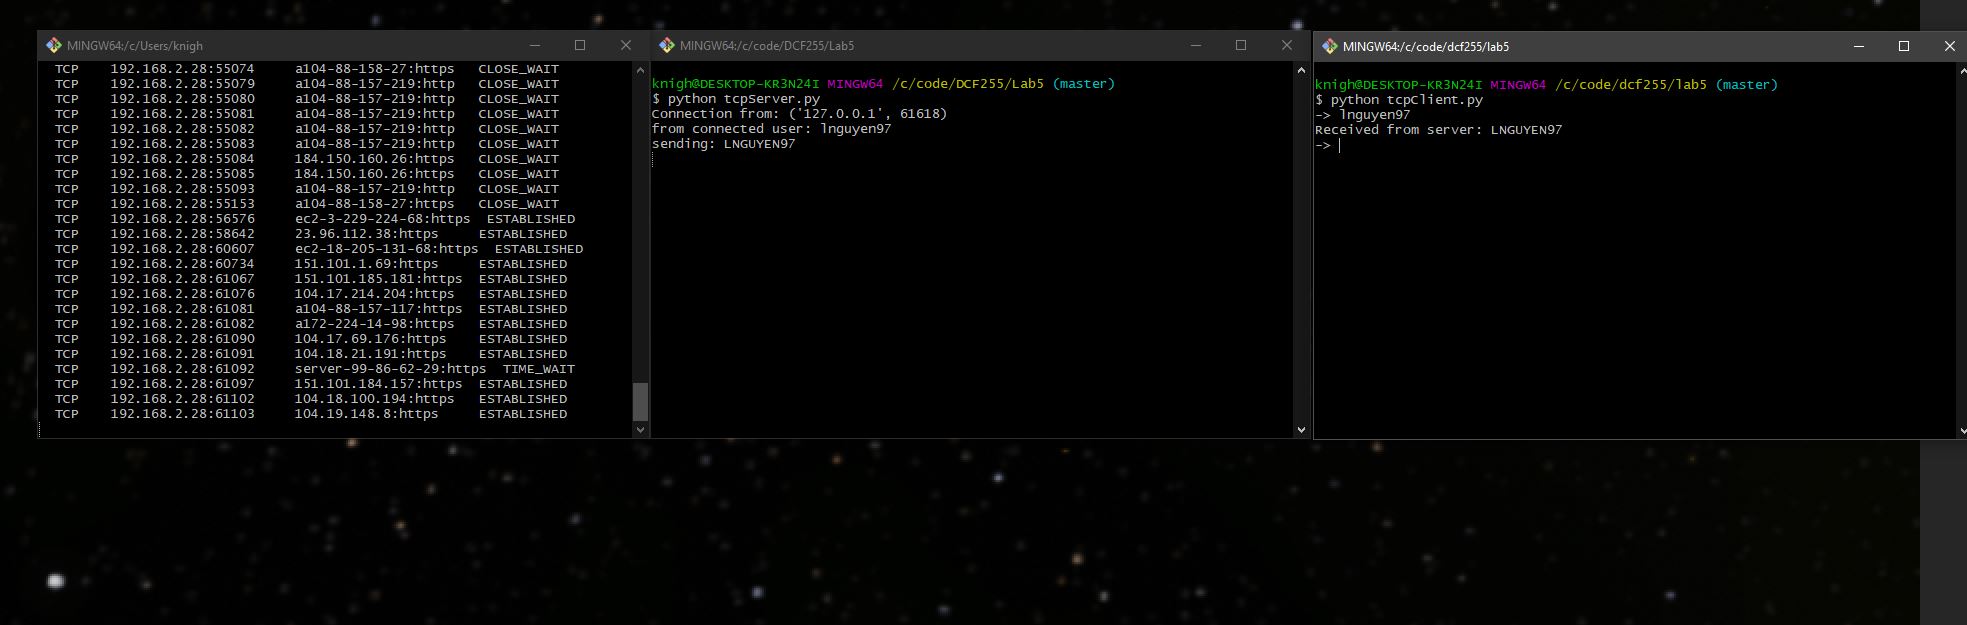 MINGW64:/c/Users/knigh
TCP 192.168.2.28:55074 a104-88-158-27:https CLOSE_WAIT
TCP 192.168.2.28:55079 a104-88-157-219:http CLOSE_WAIT
TCP 192.168.2.28:55080 a104-88-157-219:http CLOSE_WAIT
TCP 192.168.2.28:55081 a104-88-157-219:http CLOSE_WAIT
TCP 192.168.2.28:55082 a104-88-157-219:http CLOSE_WAIT
TCP 192.168.2.28:55083 a104-88-157-219:http CLOSE_WAIT
TCP 192.168.2.28:55084 184.150.160.26:https CLOSE_WAIT
TCP 192.168.2.28:55085 184.150.160.26:https CLOSE_WAIT
TCP 192.168.2.28:55093 a104-88-157-219:http CLOSE_WAIT
TCP 192.168.2.28:55153 a104-88-158-27:https CLOSE_WAIT
TCP 192.168.2.28:56576 ec2-3-229-224-68:https ESTABLISHED
TCP 192.168.2.28:58642 23.96.112.38:https ESTABLISHED
TCP 192.168.2.28:60607 ec2-18-205-131-68:https ESTABLISHED
TCP 192.168.2.28:60734 151.101.1.69:https ESTABLISHED
TCP 192.168.2.28:61067 151.101.185.181:https ESTABLISHED
TCP 192.168.2.28:61076 104.17.214.204:https ESTABLISHED
TCP 192.168.2.28:61081 a104-88-157-117:https ESTABLISHED
TCP 192.168.2.28:61082 a172-224-14-98:https ESTABLISHED
TCP 192.168.2.28:61090 104.17.69.176:https ESTABLISHED
TCP 192.168.2.28:61091 104.18.21.191:https ESTABLISHED
TCP 192.168.2.28:61092 server-99-86-62-29:https TIME_WAIT
TCP 192.168.2.28:61097 151.101.184.157:https ESTABLISHED
TCP 192.168.2.28:61102 104.18.100.194:https ESTABLISHED
TCP 192.168.2.28:61103 104.19.148.8:https ESTABLISHED
MINGW64:/c/code/DCF255/Lab5
knigh@DESKTOP-KR3N24I MINGW64 /c/code/DCF255/Lab5 (master)
$ python tcpServer.py
Connection from: ('127.0.0.1', 61618)
from connected user: lnguyen97
sending: LNGUYEN97
MINGW64:/c/code/dcf255/lab5
knigh@DESKTOP-KR3N24I MINGW64 /c/code/dcf255/lab5 (master)
$ python tcpClient.py
-> lnguyen97
Received from server: LNGUYEN97
->